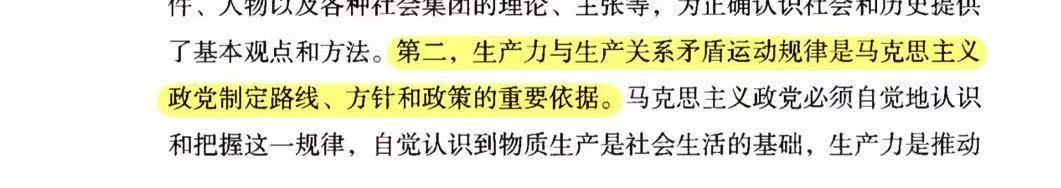 件、人物以及各种社会集团的理论、主张等，为正确认识社会和历史提供
了基本观点和方法。第二，生产力与生产关系矛盾运动规律是马克思主义
政党制定路线、方针和政策的重要依据。马克思主义政党必须自觉地认识
和把握这一规律，自觉认识到物质生产是社会生活的基础，生产力是推动